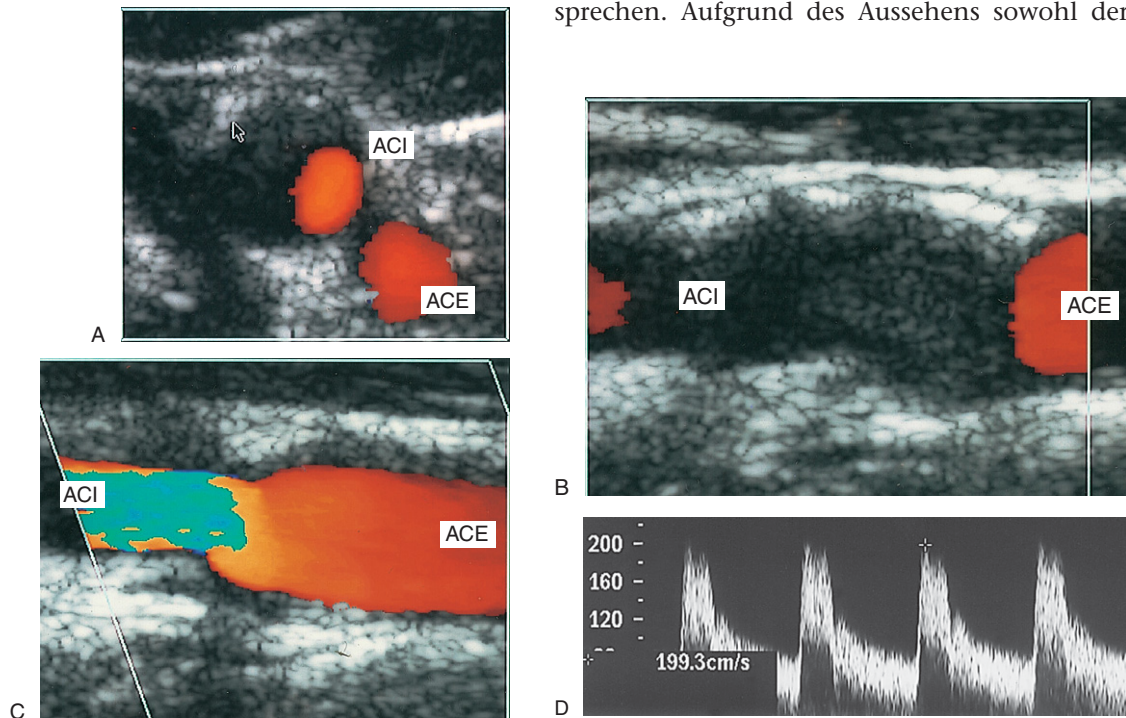 sprechen. Aufgrund des Aussehens sowohl der
ACI
ACE
A
ACI
ACE
B
ACI
ACE
C
200
160
120
199.3cm/s
D